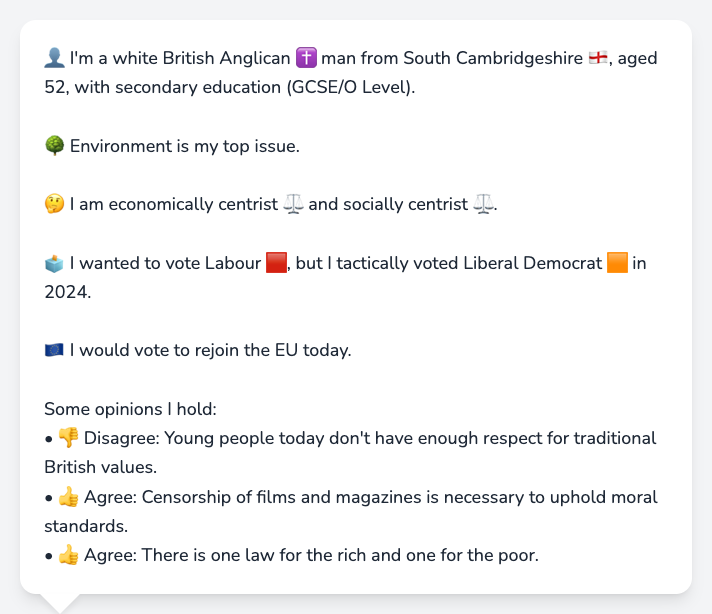 👤 I'm a white British Anglican ✝️ man from South Cambridgeshire 🏴󠁧󠁢󠁥󠁮󠁧󠁿, aged
52, with secondary education (GCSE/O Level).
🌳 Environment is my top issue.
🤔 I am economically centrist ⚖️ and socially centrist ⚖️.
🗳️ I wanted to vote Labour 🟥, but I tactically voted Liberal Democrat 🟧 in
2024.
🇪🇺 I would vote to rejoin the EU today.
Some opinions I hold:
• 👎 Disagree: Young people today don't have enough respect for traditional
British values.
• 👍 Agree: Censorship of films and magazines is necessary to uphold moral
standards.
• 👍 Agree: There is one law for the rich and one for the poor.